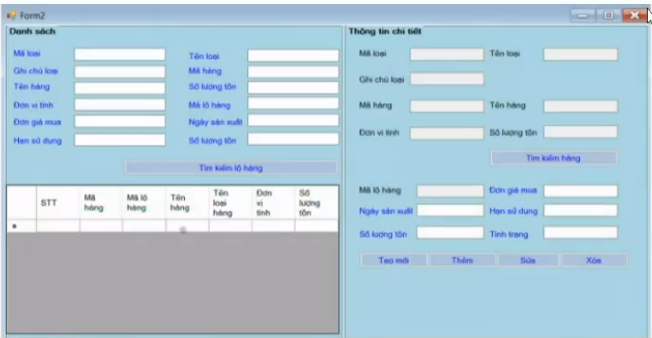 Form2
Danh sách
Mã loại Tên loại
Ghi chú loại Mã hàng
Tên hàng Số lượng tồn
Đơn vị tính Mã lô hàng
Đơn giá mua Ngày sản xuất
Hạn sử dụng Số lượng tồn
Tìm kiếm lô hàng
STT Mã hàng Mã lô hàng Tên hàng Tên loại hàng Đơn vị tính Số lượng tồn
Thông tin chi tiết
Mã loại Tên loại
Ghi chú loại
Mã hàng Tên hàng
Đơn vị tính Số lượng tồn
Tìm kiếm hàng
Mã lô hàng Đơn giá mua
Ngày sản xuất Hạn sử dụng
Số lượng tồn Tình trạng
Tạo mới Thêm Sửa Xóa